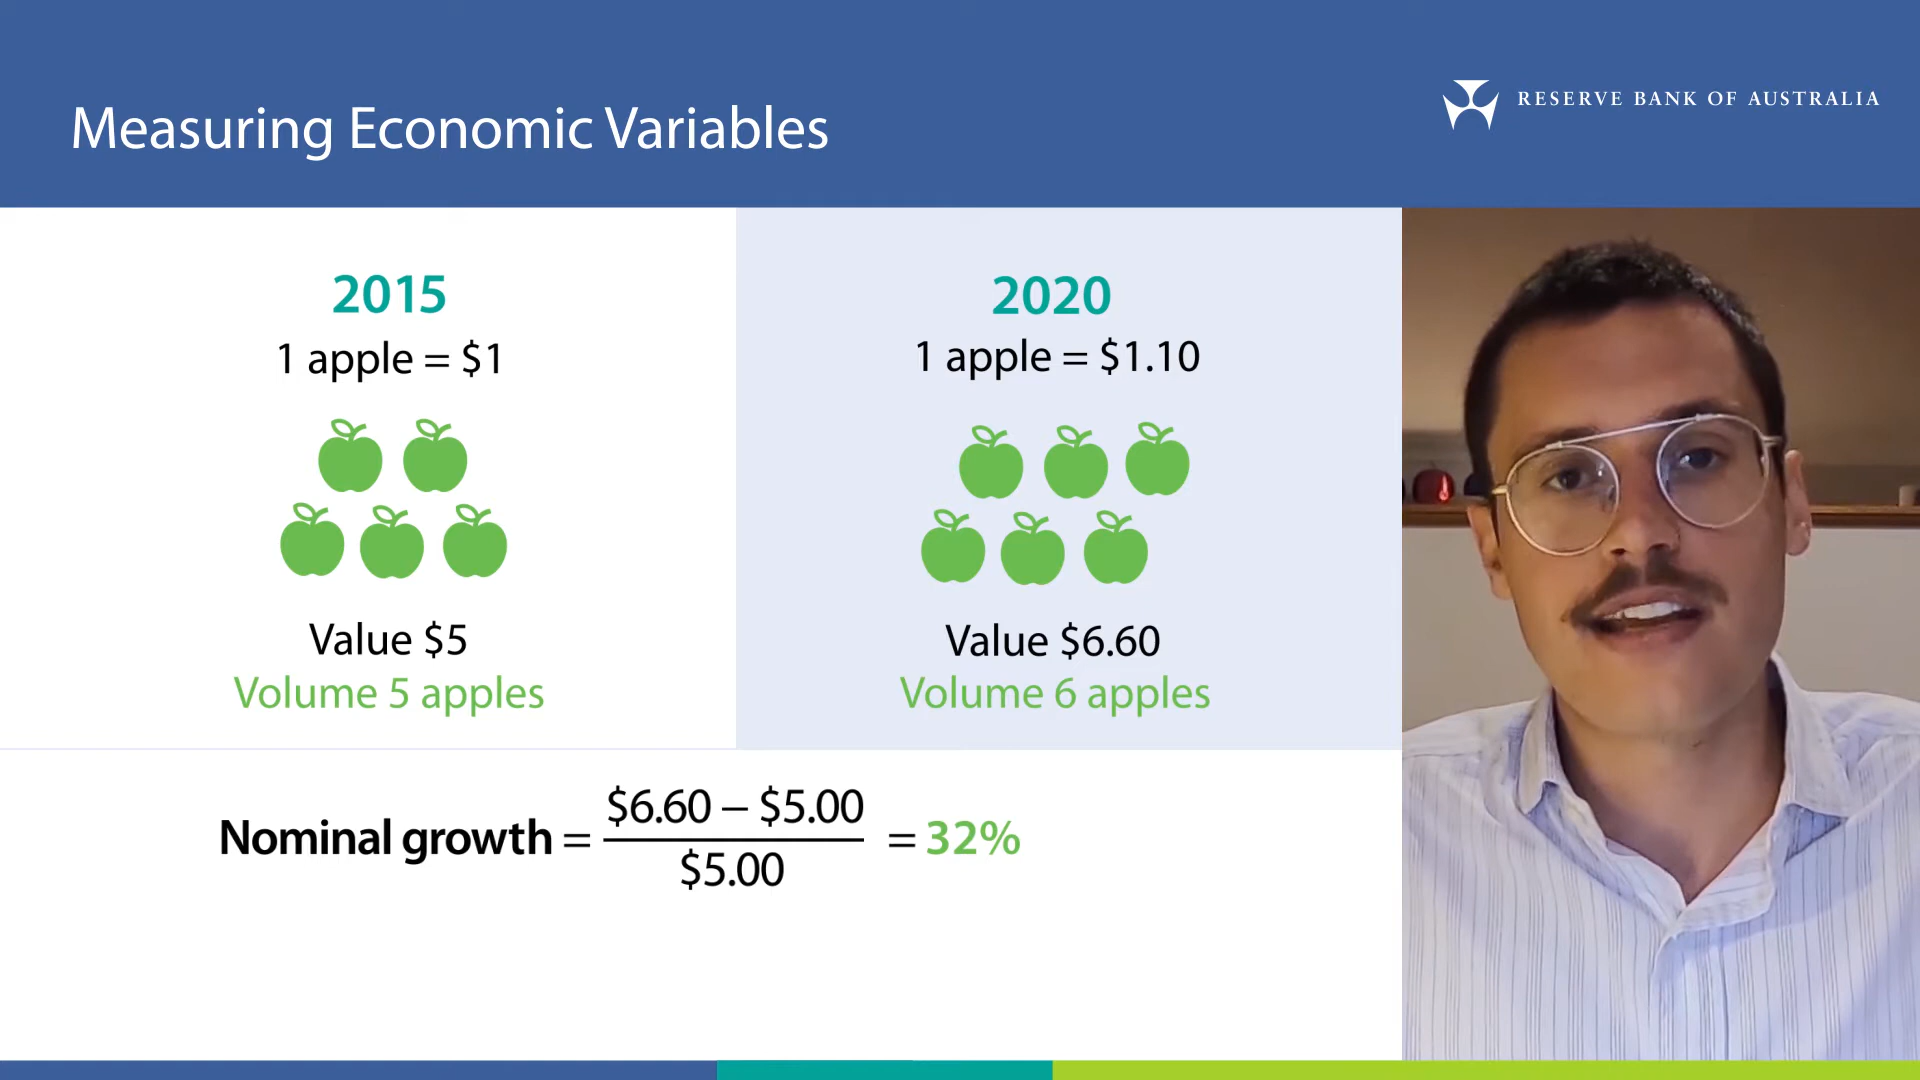 Measuring Economic Variables
RESERVE BANK OF AUSTRALIA
2015
1 apple = $1
Value $5
Volume 5 apples
2020
1 apple = $1.10
Value $6.60
Volume 6 apples
Nominal growth = $6.60 – $5.00 = 32%
$5.00